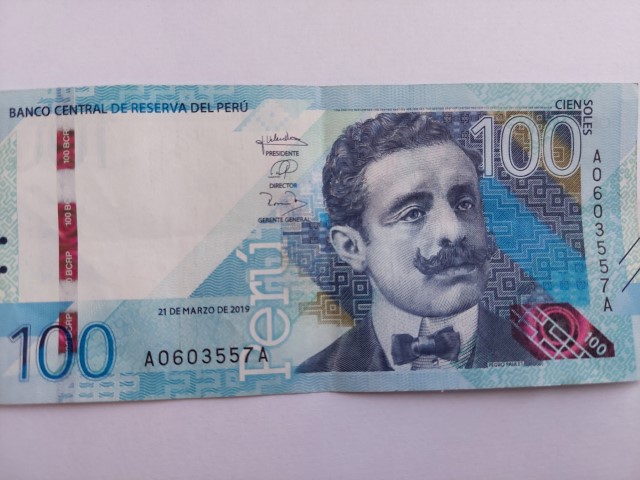 BANCO CENTRAL DE RESERVA DEL PERÚ
100
BCRP
100 BCRP
100 BCRP
100 BCRP
21 DE MARZO DE 2019
A0603557A
Perú
PRESIDENTE
DIRECTOR
GERENTE GENERAL
100
CIEN
SOLES
A0603557A
100